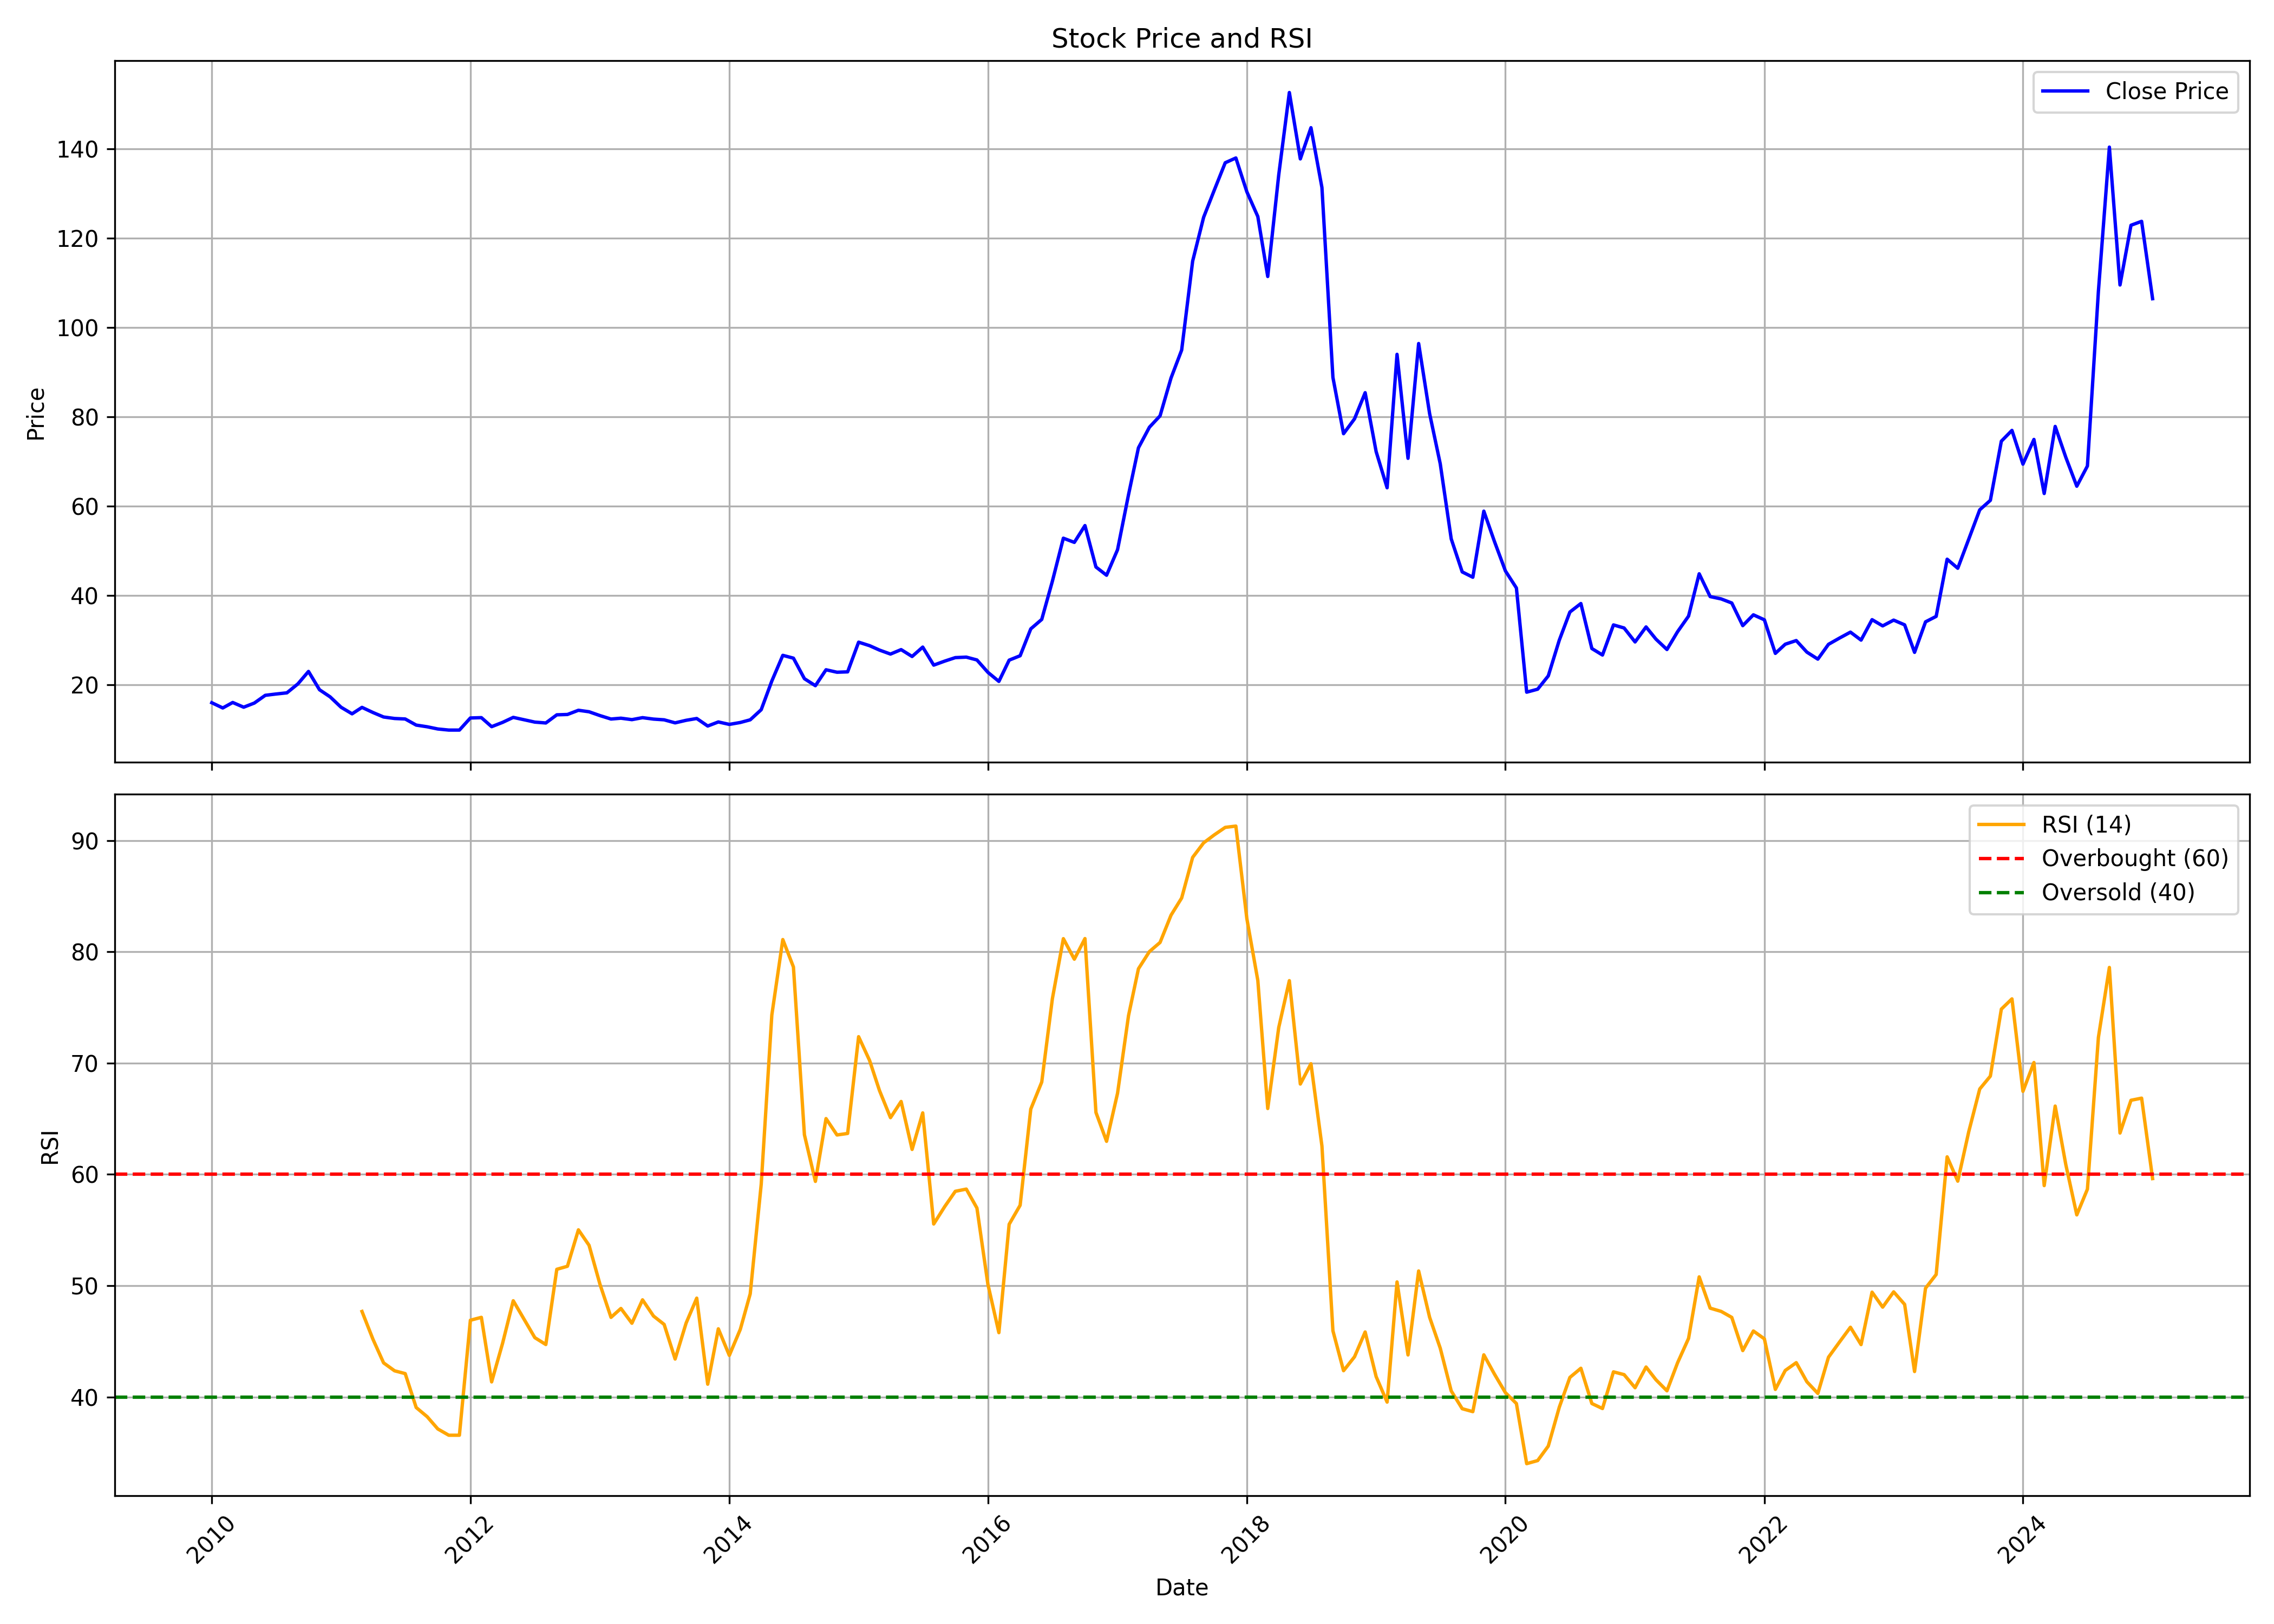 Stock Price and RSI
Close Price
Price
140
120
100
80
60
40
20
RSI (14)
Overbought (60)
Oversold (40)
RSI
90
80
70
60
50
40
2010
2012
2014
2016
2018
2020
2022
2024
Date